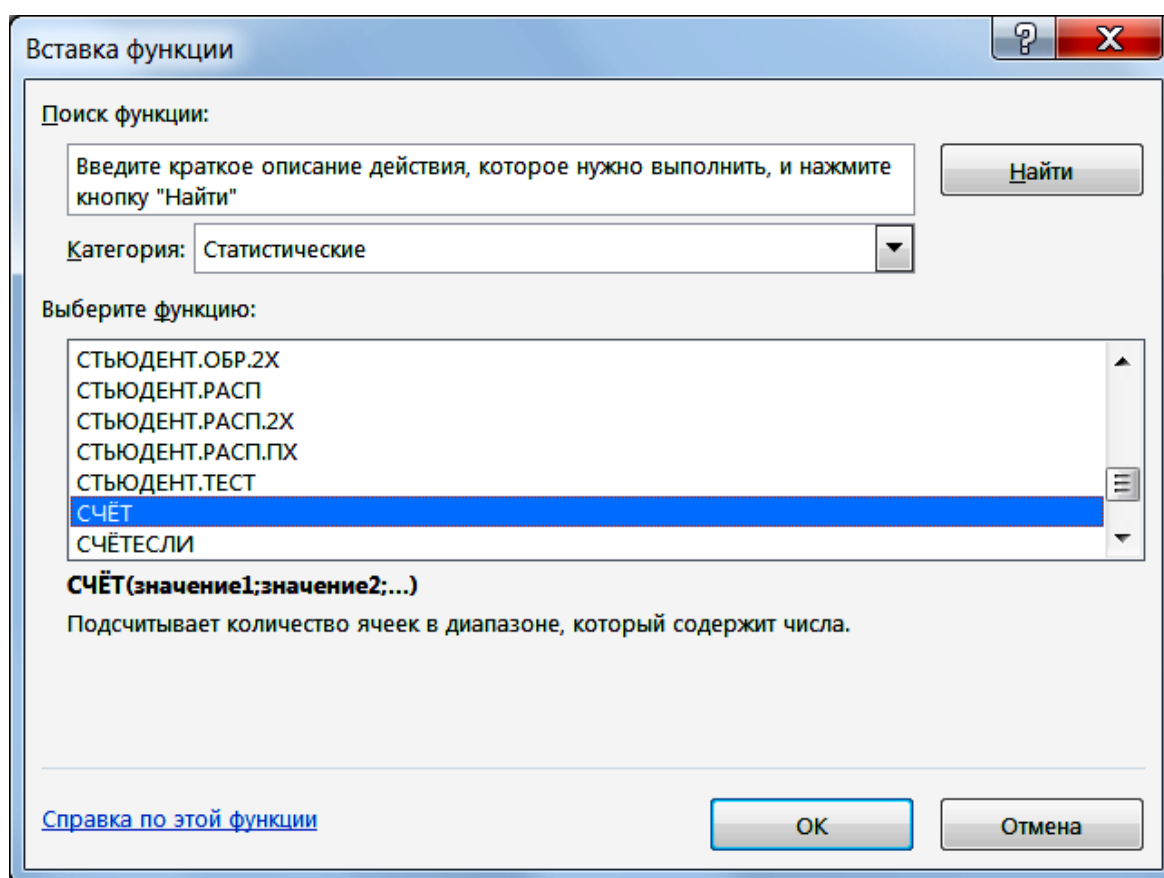 Вставка функции
Поиск функции:
Введите краткое описание действия, которое нужно выполнить, и нажмите
кнопку "Найти"
Найти
Категория: Статистические
Выберите функцию:
СТЬЮДЕНТ.ОБР.2Х
СТЬЮДЕНТ.РАСП
СТЬЮДЕНТ.РАСП.2Х
СТЬЮДЕНТ.РАСП.ПХ
СТЬЮДЕНТ.ТЕСТ
СЧЁТ
СЧЁТЕСЛИ
СЧЁТ(значение1;значение2;...)
Подсчитывает количество ячеек в диапазоне, который содержит числа.
Справка по этой функции
ОК
Отмена